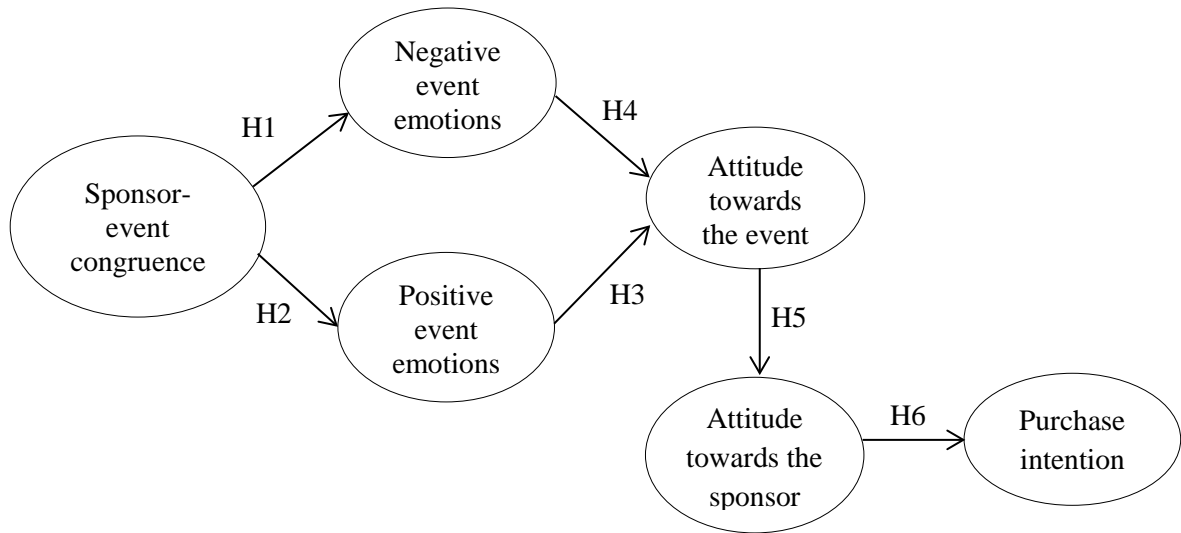 Negative
event
emotions
H1
H4
Sponsor-
event
congruence
Attitude
towards
the event
H2
Positive
event
emotions
H3
H5
Attitude
towards the
sponsor
H6
Purchase
intention